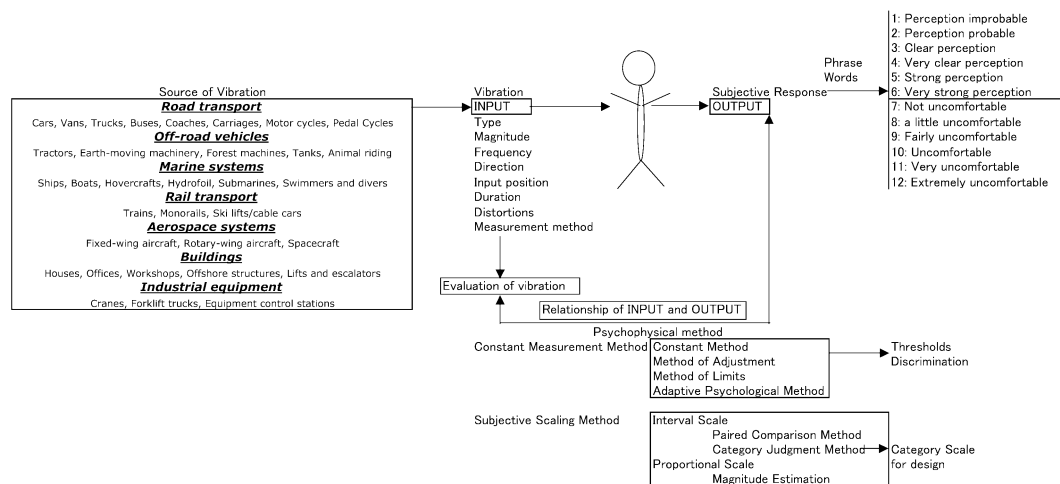 Source of Vibration
Road transport
Cars, Vans, Trucks, Buses, Coaches, Carriages, Motor cycles, Pedal Cycles
Off-road vehicles
Tractors, Earth-moving machinery, Forest machines, Tanks, Animal riding
Marine systems
Ships, Boats, Hovercrafts, Hydrofoil, Submarines, Swimmers and divers
Rail transport
Trains, Monorails, Ski lifts/cable cars
Aerospace systems
Fixed-wing aircraft, Rotary-wing aircraft, Spacecraft
Buildings
Houses, Offices, Workshops, Offshore structures, Lifts and escalators
Industrial equipment
Cranes, Forklift trucks, Equipment control stations
Vibration
INPUT
Type
Magnitude
Frequency
Direction
Input position
Duration
Distortions
Measurement method
Evaluation of vibration
Subjective Response
OUTPUT
Phrase
Words
1: Perception improbable
2: Perception probable
3: Clear perception
4: Very clear perception
5: Strong perception
6: Very strong perception
7: Not uncomfortable
8: a little uncomfortable
9: Fairly uncomfortable
10: Uncomfortable
11: Very uncomfortable
12: Extremely uncomfortable
Relationship of INPUT and OUTPUT
Psychophysical method
Constant Measurement Method
Constant Method
Method of Adjustment
Method of Limits
Adaptive Psychological Method
Thresholds
Discrimination
Subjective Scaling Method
Interval Scale
Paired Comparison Method
Category Judgment Method
Proportional Scale
Magnitude Estimation
Category Scale
for design